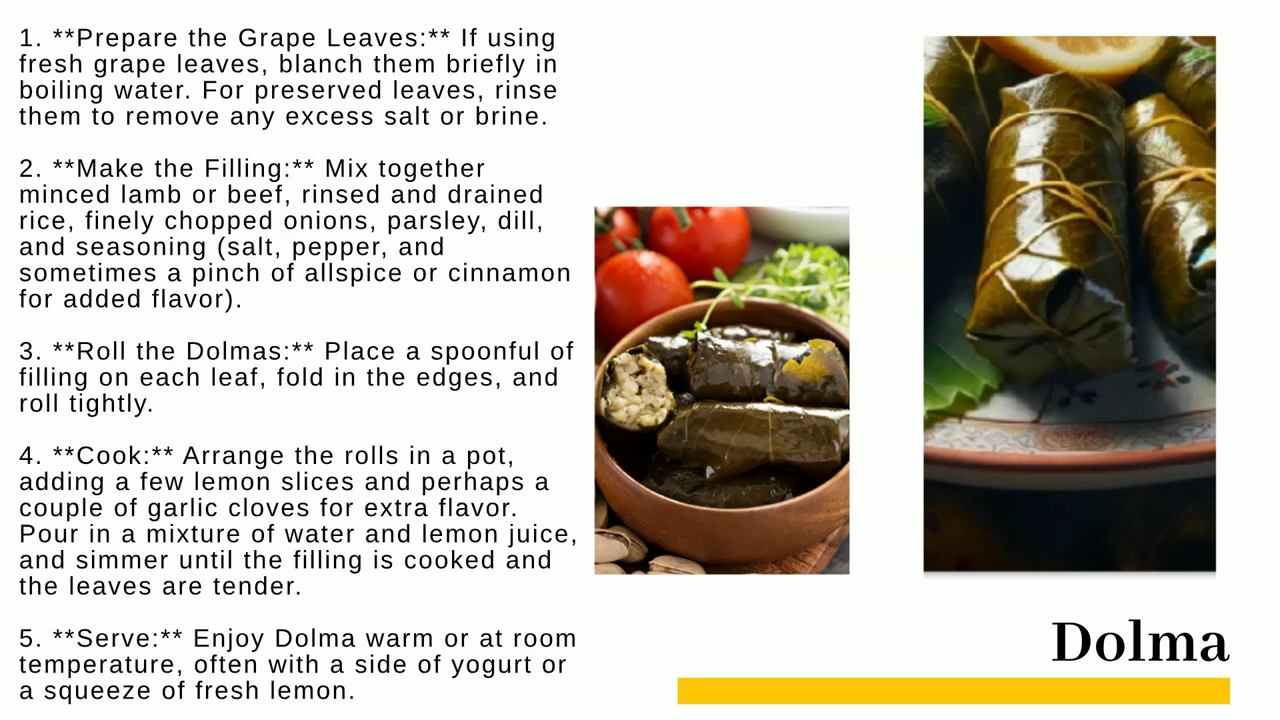 1. **Prepare the Grape Leaves:** If using
fresh grape leaves, blanch them briefly in
boiling water. For preserved leaves, rinse
them to remove any excess salt or brine.
2. **Make the Filling:** Mix together
minced lamb or beef, rinsed and drained
rice, finely chopped onions, parsley, dill,
and seasoning (salt, pepper, and
sometimes a pinch of allspice or cinnamon
for added flavor).
3. **Roll the Dolmas:** Place a spoonful of
filling on each leaf, fold in the edges, and
roll tightly.
4. **Cook:** Arrange the rolls in a pot,
adding a few lemon slices and perhaps a
couple of garlic cloves for extra flavor.
Pour in a mixture of water and lemon juice,
and simmer until the filling is cooked and
the leaves are tender.
5. **Serve:** Enjoy Dolma warm or at room
temperature, often with a side of yogurt or
a squeeze of fresh lemon.
Dolma